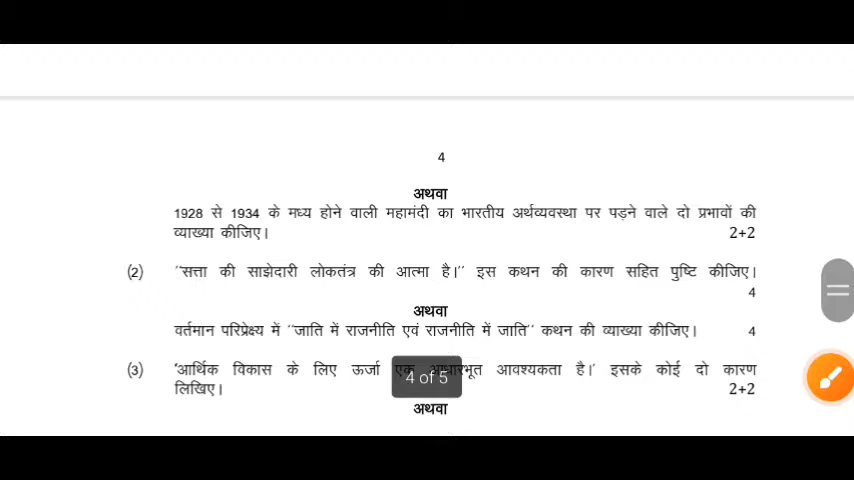 4
अथवा
1928 से 1934 के मध्य होने वाली महामंदी का भारतीय अर्थव्यवस्था पर पड़ने वाले दो प्रभावों की
व्याख्या कीजिए। 2+2
(2) "सत्ता की साझेदारी लोकतंत्र की आत्मा है।" इस कथन की कारण सहित पुष्टि कीजिए।
4
अथवा
वर्तमान परिप्रेक्ष्य में "जाति में राजनीति एवं राजनीति में जाति" कथन की व्याख्या कीजिए। 4
(3) 'आर्थिक विकास के लिए ऊर्जा एक आधारभूत आवश्यकता है।' इसके कोई दो कारण
4 of 5
लिखिए। 2+2
अथवा